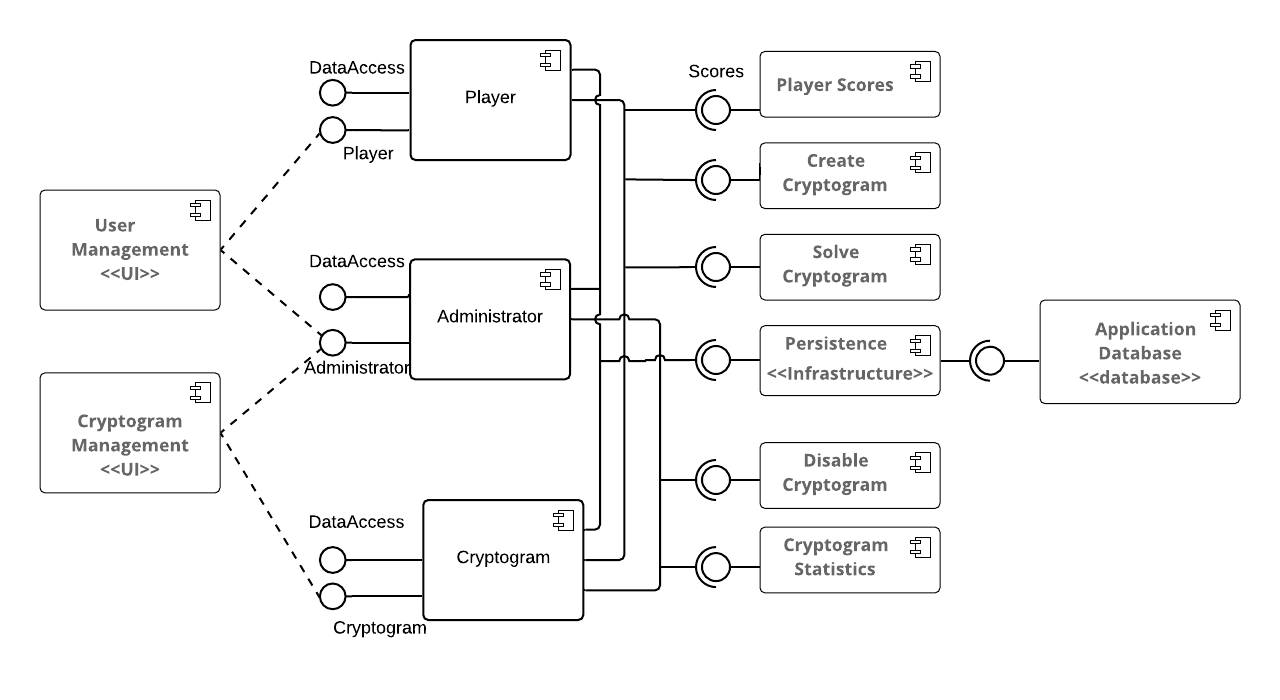 DataAccess
Player
Player
User
Management
<<UI>>
DataAccess
Administrator
Administrator
Cryptogram
Management
<<UI>>
DataAccess
Cryptogram
Cryptogram
Scores
Player Scores
Create
Cryptogram
Solve
Cryptogram
Persistence
<<Infrastructure>>
Application
Database
<<database>>
Disable
Cryptogram
Cryptogram
Statistics